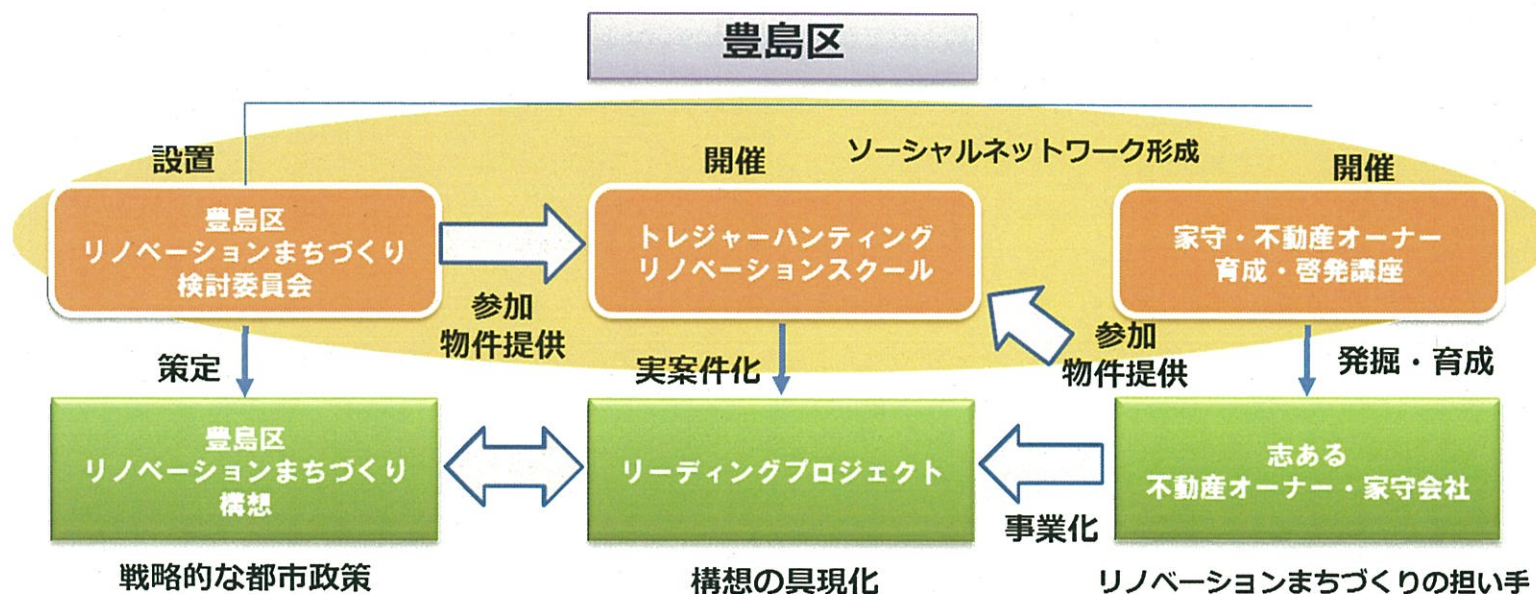 豊島区
設置
開催
ソーシャルネットワーク形成
開催
豊島区
リノベーションまちづくり
検討委員会
トレジャーハンティング
リノベーションスクール
家守・不動産オーナー
育成・啓発講座
参加
物件提供
参加
物件提供
策定
実案件化
発掘・育成
豊島区
リノベーションまちづくり
構想
リーディングプロジェクト
志ある
不動産オーナー・家守会社
事業化
戦略的な都市政策
構想の具現化
リノベーションまちづくりの担い手